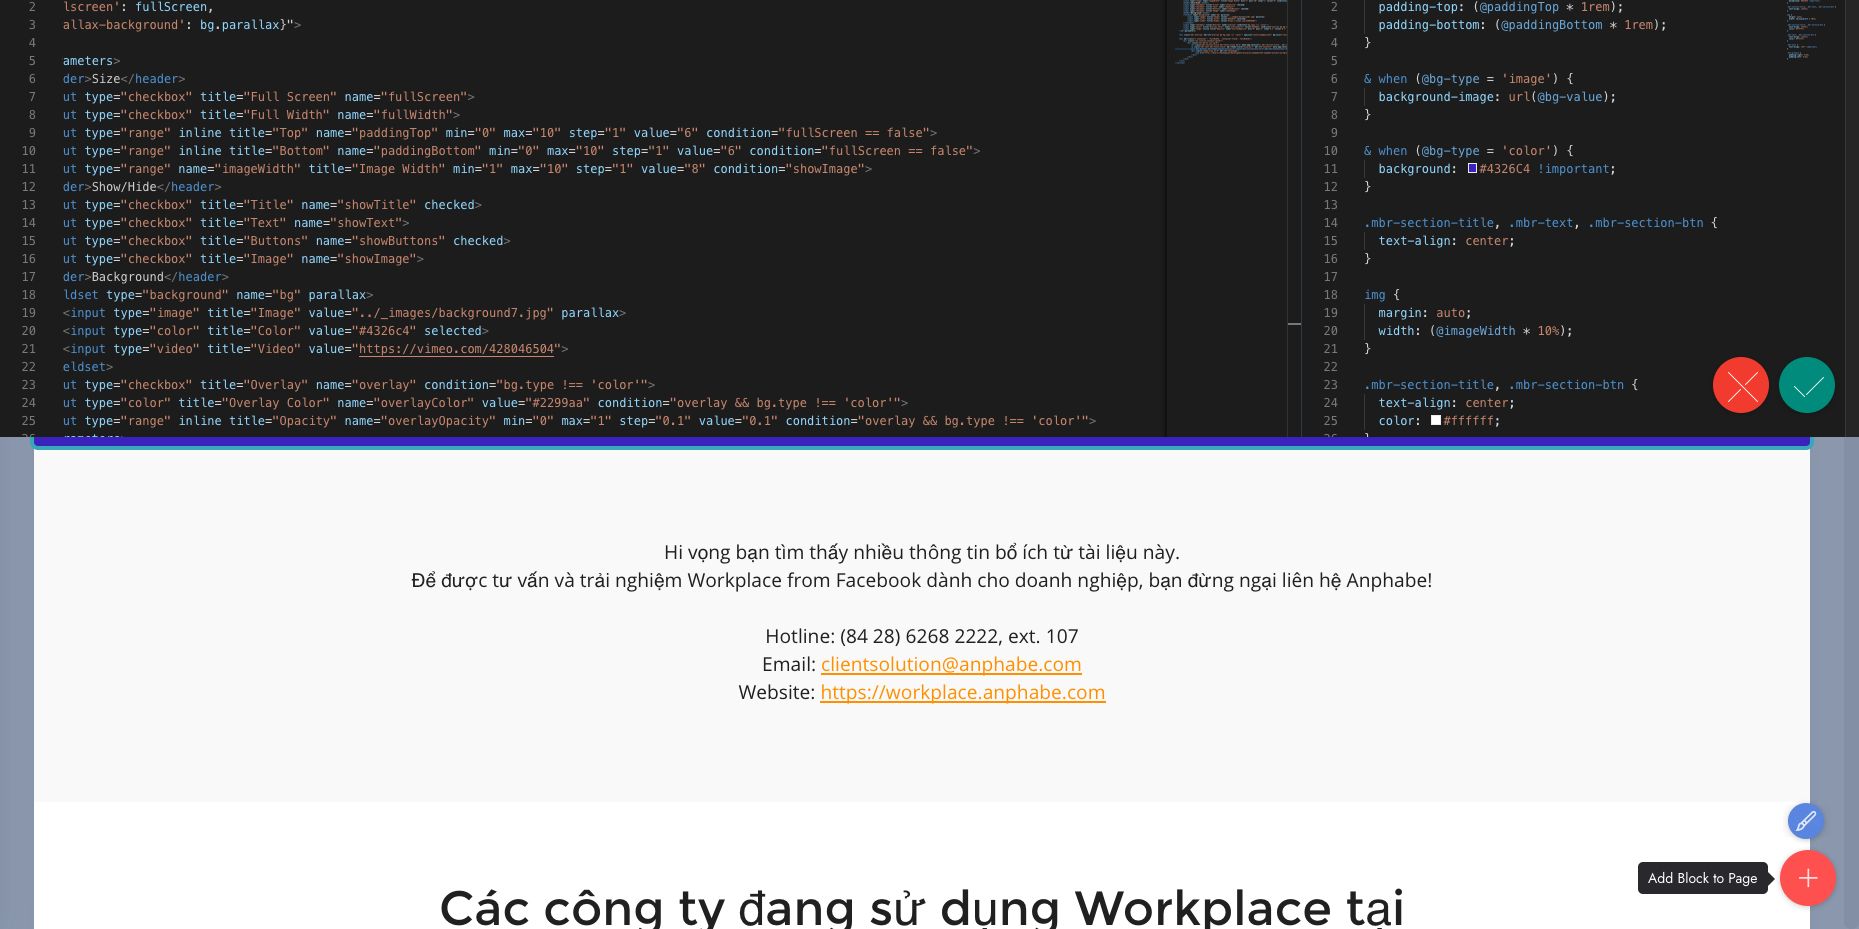 2 lscreen': fullScreen,
3 allax-background': bg.parallax}">
4
5 ameters>
6 der>Size</header>
7 ut type="checkbox" title="Full Screen" name="fullScreen">
8 ut type="checkbox" title="Full Width" name="fullWidth">
9 ut type="range" inline title="Top" name="paddingTop" min="0" max="10" step="1" value="6" condition="fullScreen == false">
10 ut type="range" inline title="Bottom" name="paddingBottom" min="0" max="10" step="1" value="6" condition="fullScreen == false">
11 ut type="range" name="imageWidth" title="Image Width" min="1" max="10" step="1" value="8" condition="showImage">
12 der>Show/Hide</header>
13 ut type="checkbox" title="Title" name="showTitle" checked>
14 ut type="checkbox" title="Text" name="showText">
15 ut type="checkbox" title="Buttons" name="showButtons" checked>
16 ut type="checkbox" title="Image" name="showImage">
17 der>Background</header>
18 ldset type="background" name="bg" parallax>
19 <input type="image" title="Image" value="../_images/background7.jpg" parallax>
20 <input type="color" title="Color" value="#4326c4" selected>
21 <input type="video" title="Video" value="https://vimeo.com/428046504">
22 eldset>
23 ut type="checkbox" title="Overlay" name="overlay" condition="bg.type !== 'color'">
24 ut type="color" title="Overlay Color" name="overlayColor" value="#2299aa" condition="overlay && bg.type !== 'color'">
25 ut type="range" inline title="Opacity" name="overlayOpacity" min="0" max="1" step="0.1" value="0.1" condition="overlay && bg.type !== 'color'">
2 padding-top: (@paddingTop * 1rem);
3 padding-bottom: (@paddingBottom * 1rem);
4 }
5
6 & when (@bg-type = 'image') {
7 background-image: url(@bg-value);
8 }
9
10 & when (@bg-type = 'color') {
11 background: #4326C4 !important;
12 }
13
14 .mbr-section-title, .mbr-text, .mbr-section-btn {
15 text-align: center;
16 }
17
18 img {
19 margin: auto;
20 width: (@imageWidth * 10%);
21 }
22
23 .mbr-section-title, .mbr-section-btn {
24 text-align: center;
25 color: #ffffff;
Hi vọng bạn tìm thấy nhiều thông tin bổ ích từ tài liệu này.
Để được tư vấn và trải nghiệm Workplace from Facebook dành cho doanh nghiệp, bạn đừng ngại liên hệ Anphabe!
Hotline: (84 28) 6268 2222, ext. 107
Email: clientsolution@anphabe.com
Website: https://workplace.anphabe.com
Add Block to Page
Các công ty đang sử dụng Workplace tại